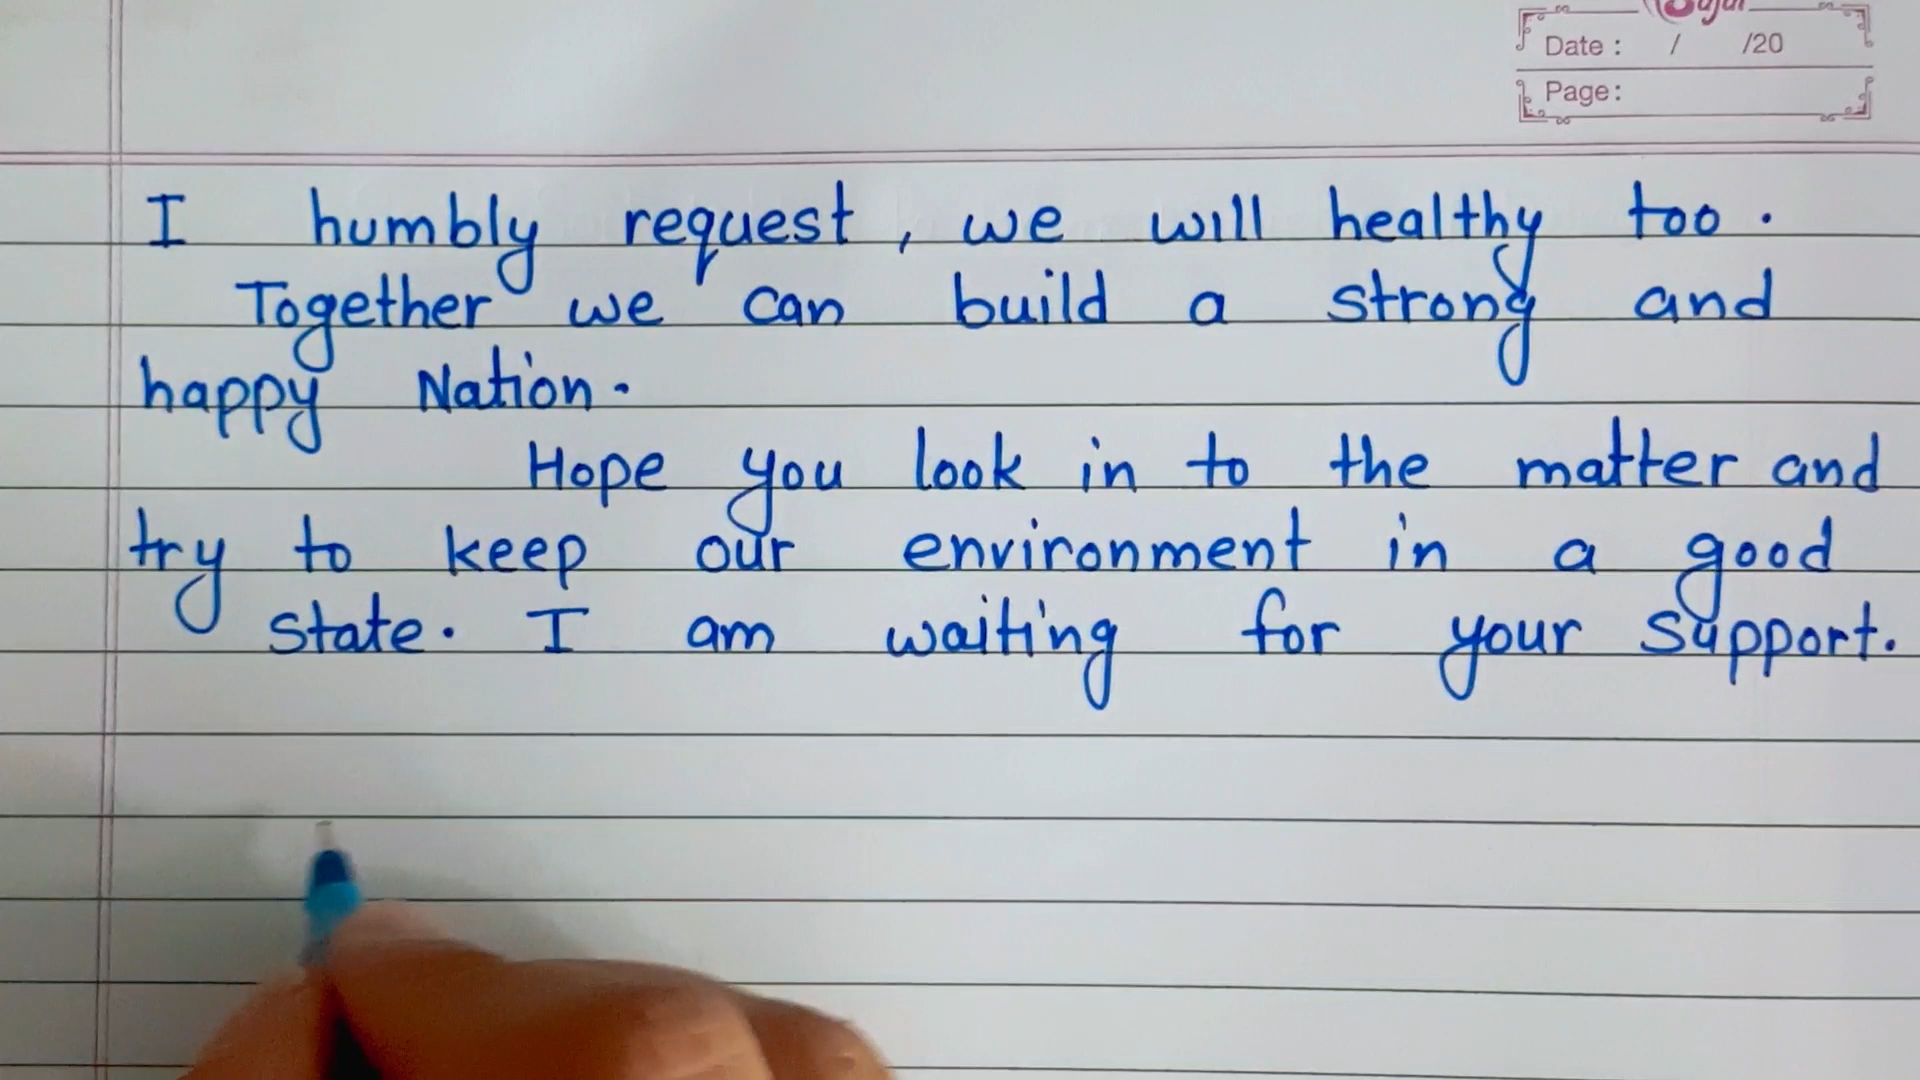 Date : / /20
Page:
I humbly request, we will healthy too.
Together we can build a strong and
happy Nation.
Hope you look in to the matter and
try to keep our environment in a good
state. I am waiting for your support.